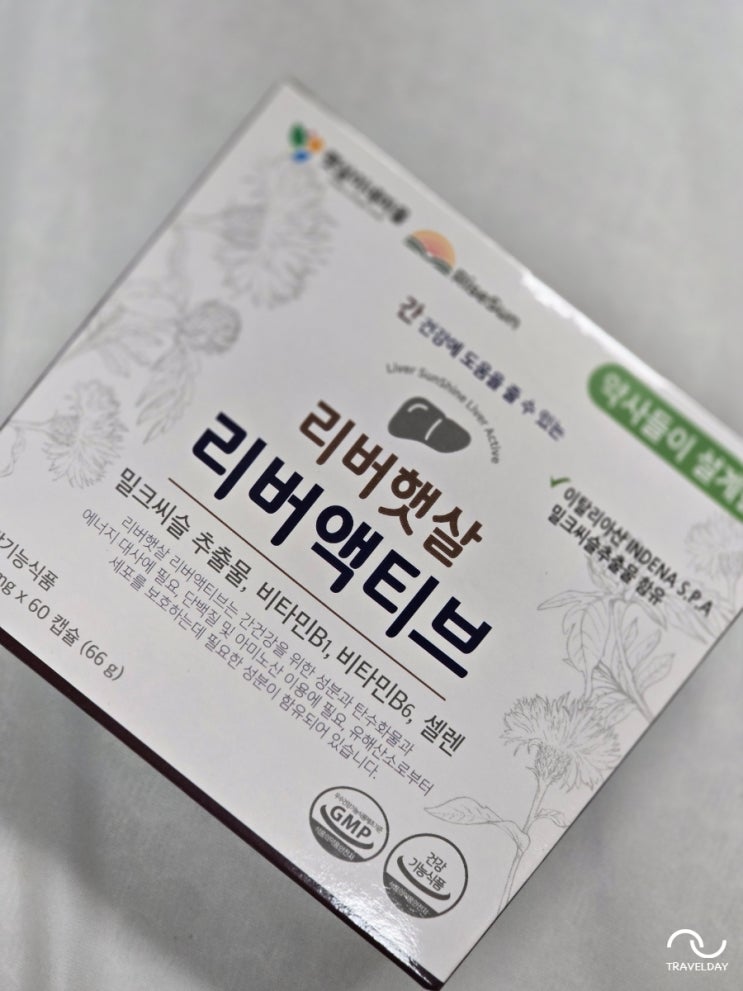 RiseSun
간 건강에 도움을 줄 수 있는
Liver SunShine Liver Active
리버햇살
리버액티브
약사들이 설계
✓ 이탈리아산 INDENA S.P.A
밀크씨슬추출물 함유
밀크씨슬 추출물, 비타민B1, 비타민B6, 셀렌
리버햇살 리버액티브는 간건강을 위한 성분과 탄수화물과
에너지 대사에 필요, 단백질 및 아미노산 이용에 필요, 유해산소로부터
세포를 보호하는데 필요한 성분이 함유되어 있습니다.
기능식품
mg x 60 캡슐 (66 g)
GMP
건강
기능식품
TRAVELDAY